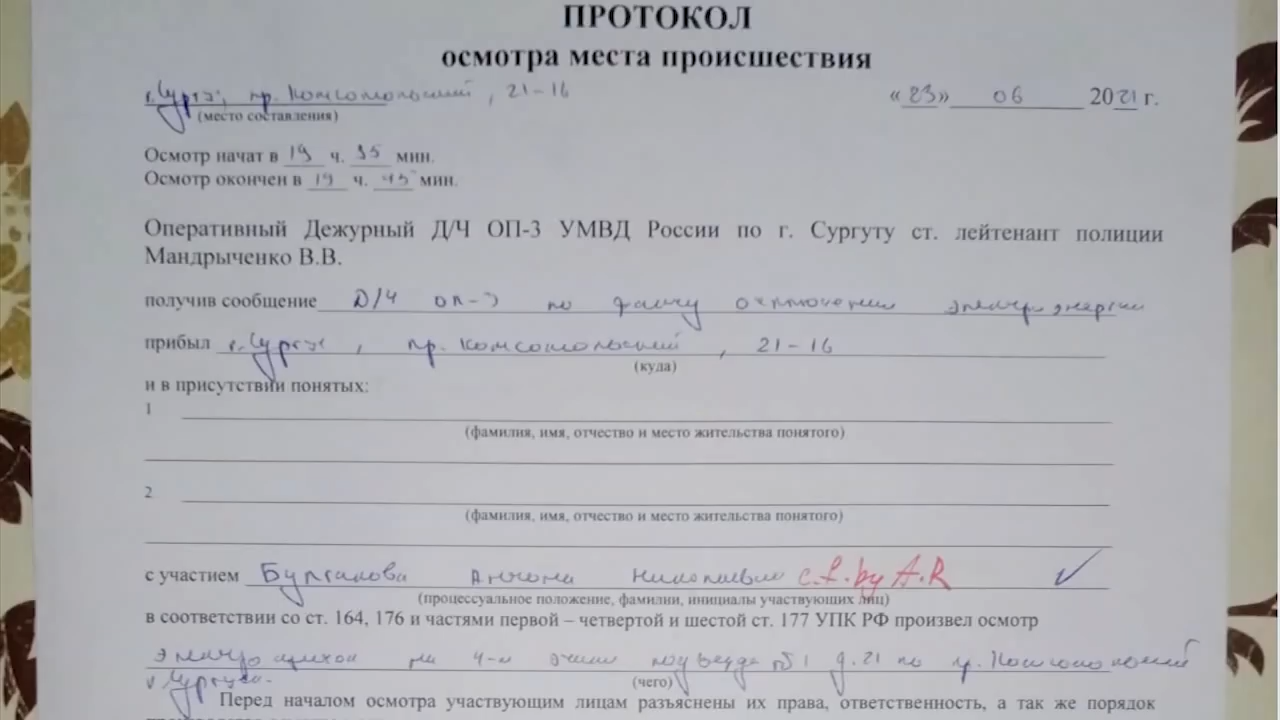 ПРОТОКОЛ
осмотра места происшествия
г. Сургут, пр. Комсомольский, 21-16 «23» 06 2021 г.
(место составления)
Осмотр начат в 19 ч. 35 мин.
Осмотр окончен в 19 ч. 45 мин.
Оперативный Дежурный Д/Ч ОП-3 УМВД России по г. Сургуту ст. лейтенант полиции
Мандрыченко В.В.
получив сообщение Д/Ч ОП-3 по факту отключения электроэнергии
прибыл г. Сургут, пр. Комсомольский, 21-16
(куда)
и в присутствии понятых:
1
(фамилия, имя, отчество и место жительства понятого)
2
(фамилия, имя, отчество и место жительства понятого)
с участием Антона c.f. by A.R
(процессуальное положение, фамилии, инициалы участвующих лиц)
в соответствии со ст. 164, 176 и частями первой – четвертой и шестой ст. 177 УПК РФ произвел осмотр
на 4-м этаже подъезда №1 д.21 по пр. Комсомольский
(чего)
г. Сургута.
Перед началом осмотра участвующим лицам разъяснены их права, ответственность, а так же порядок